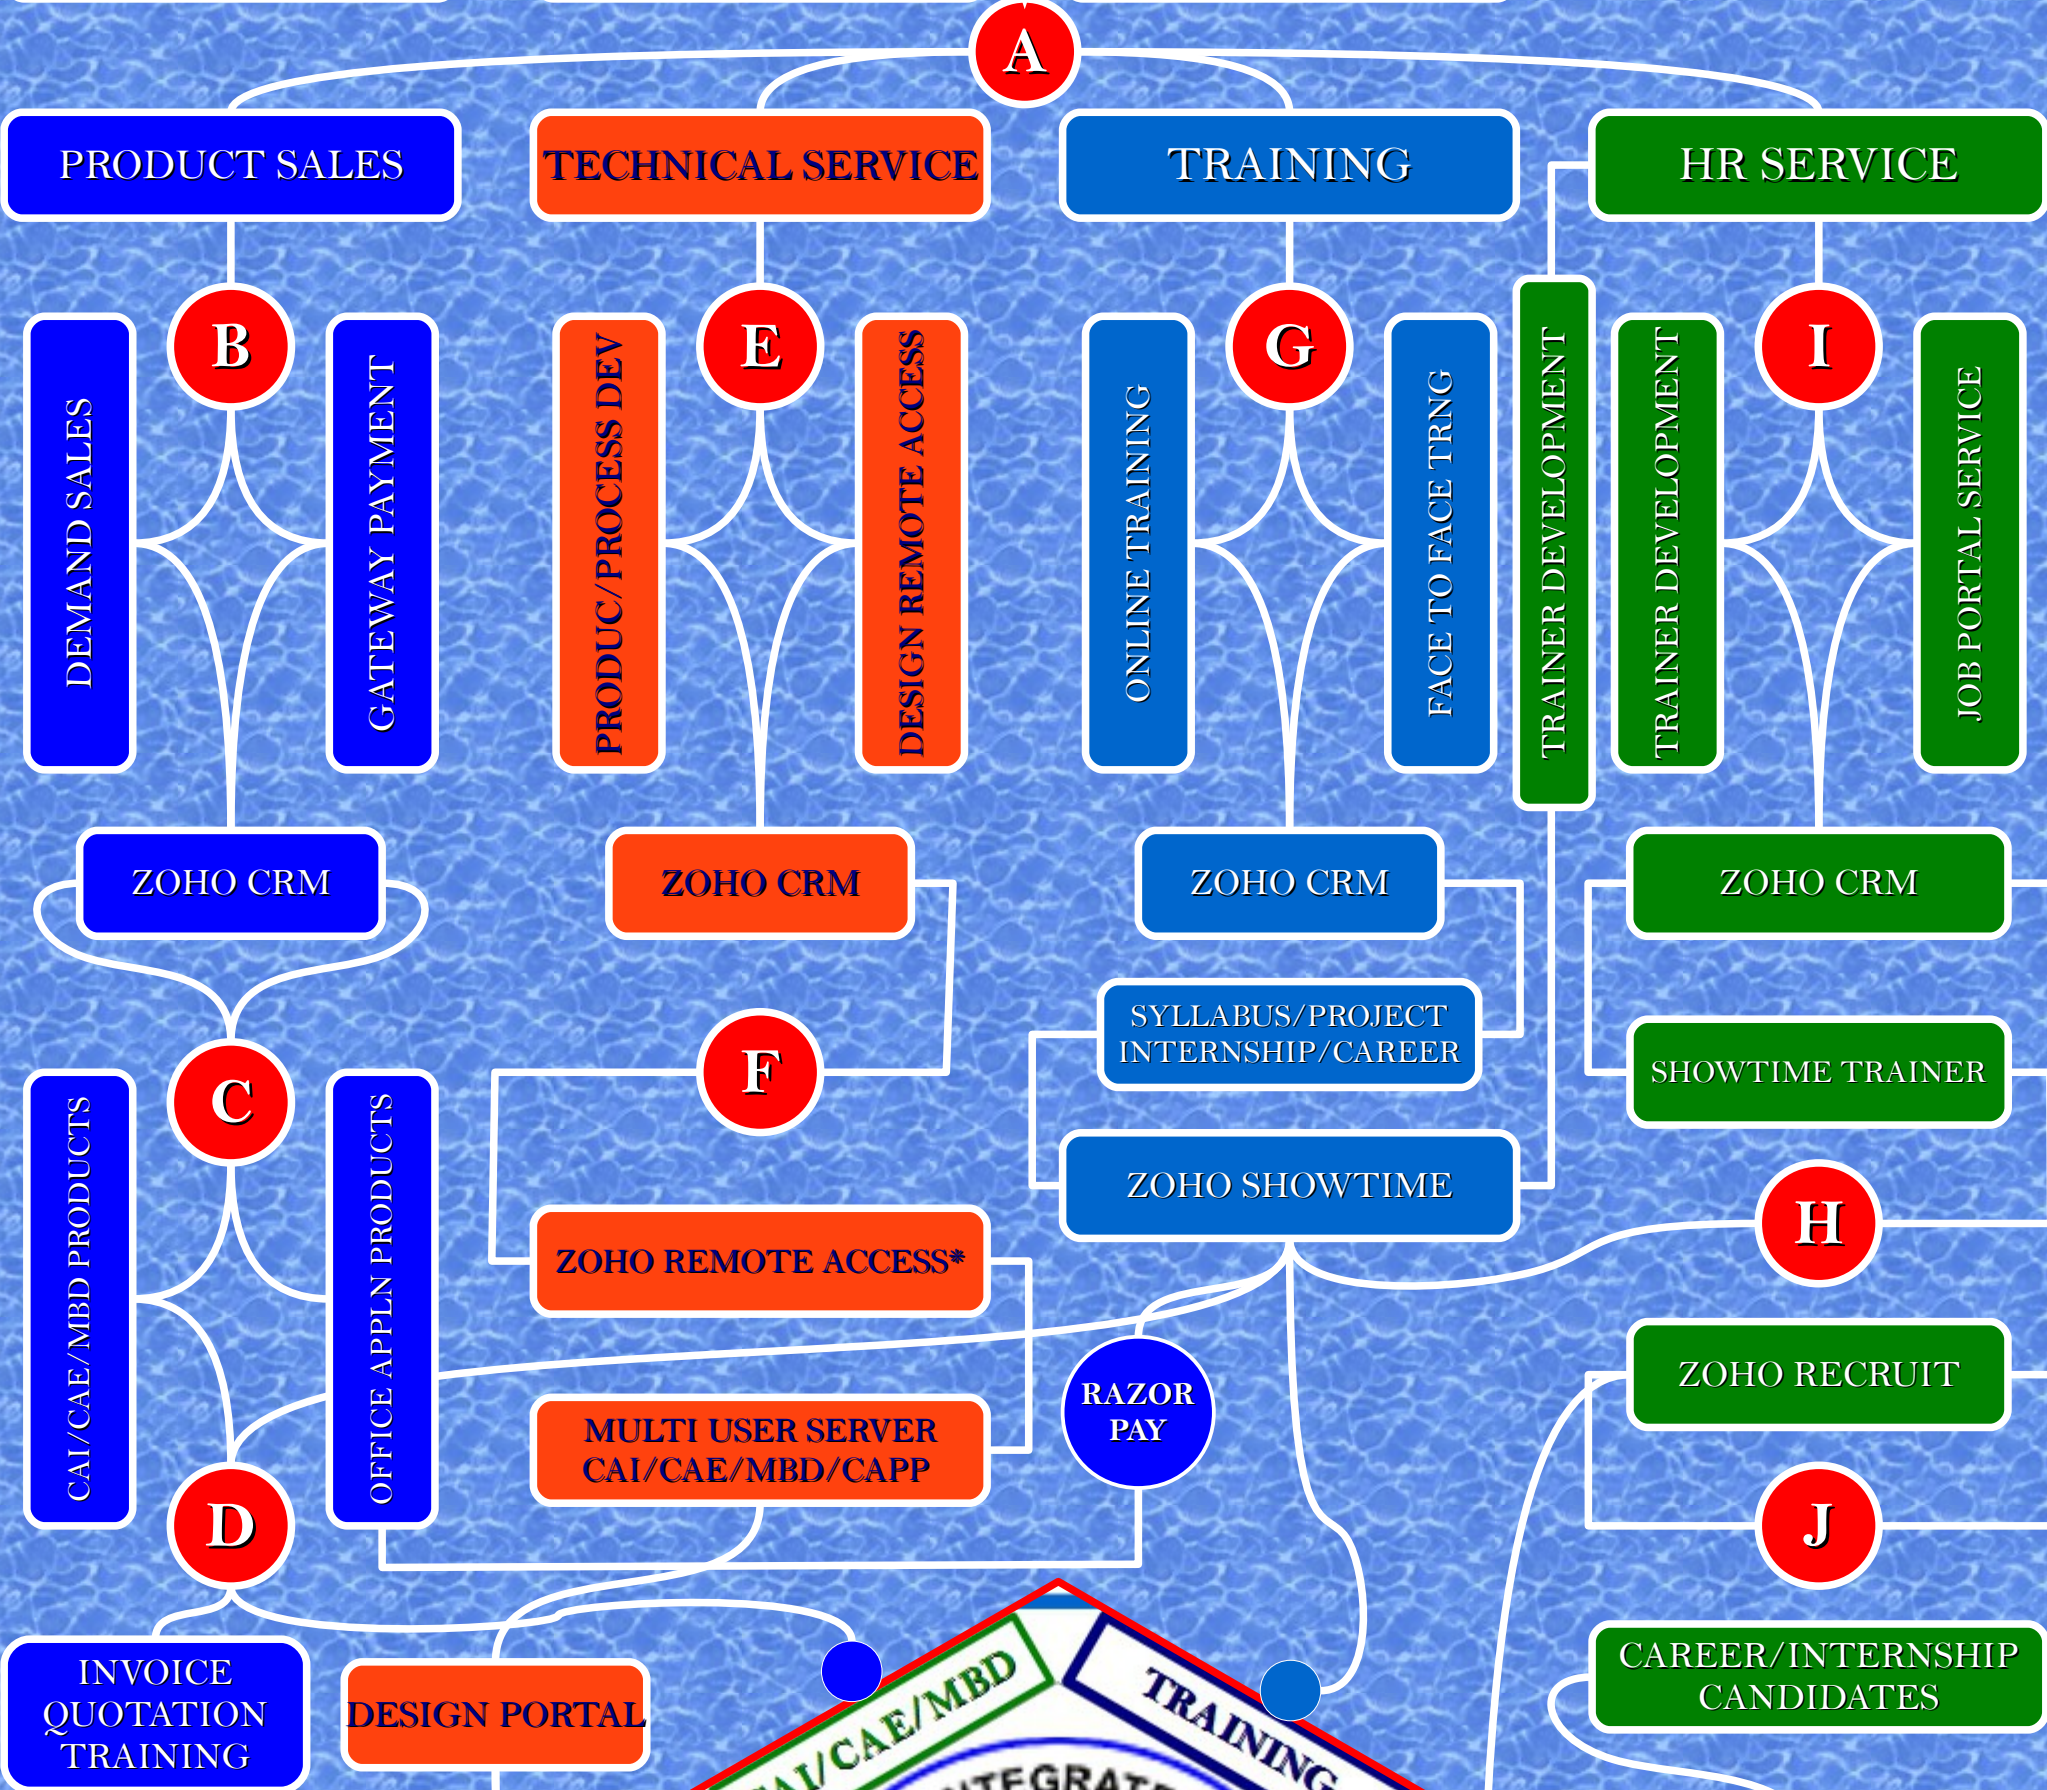 A
PRODUCT SALES
TECHNICAL SERVICE
TRAINING
HR SERVICE
B
E
G
I
DEMAND SALES
GATEWAY PAYMENT
PRODUC/PROCESS DEV
DESIGN REMOTE ACCESS
ONLINE TRAINING
FACE TO FACE TRNG
TRAINER DEVELOPMENT
TRAINER DEVELOPMENT
JOB PORTAL SERVICE
ZOHO CRM
ZOHO CRM
ZOHO CRM
ZOHO CRM
SYLLABUS/PROJECT
INTERNSHIP/CAREER
C
F
SHOWTIME TRAINER
CAI/CAE/MBD PRODUCTS
OFFICE APPLN PRODUCTS
ZOHO SHOWTIME
H
ZOHO REMOTE ACCESS*
ZOHO RECRUIT
RAZOR
PAY
MULTI USER SERVER
CAI/CAE/MBD/CAPP
D
J
INVOICE
QUOTATION
TRAINING
DESIGN PORTAL
CAREER/INTERNSHIP
CANDIDATES
AI/CAE/MBD
TRAINING
NTEGRATE